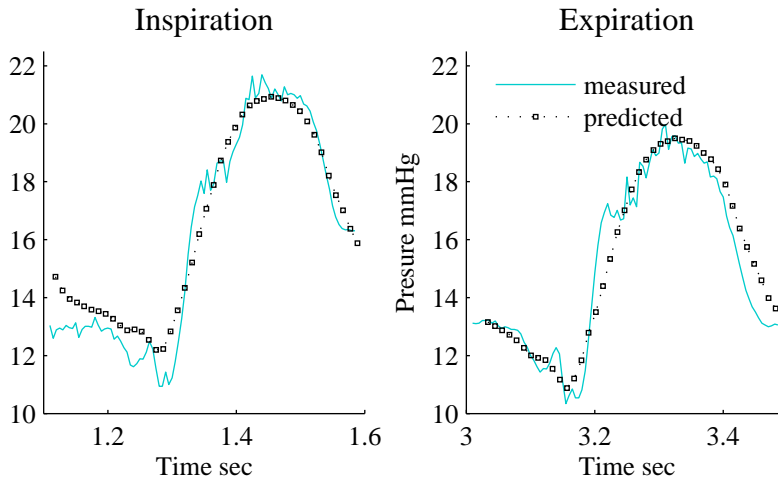 Inspiration
22
20
18
16
14
12
10
1.2
1.4
1.6
Time sec
Expiration
measured
predicted
Presure mmHg
22
20
18
16
14
12
10
3
3.2
3.4
Time sec